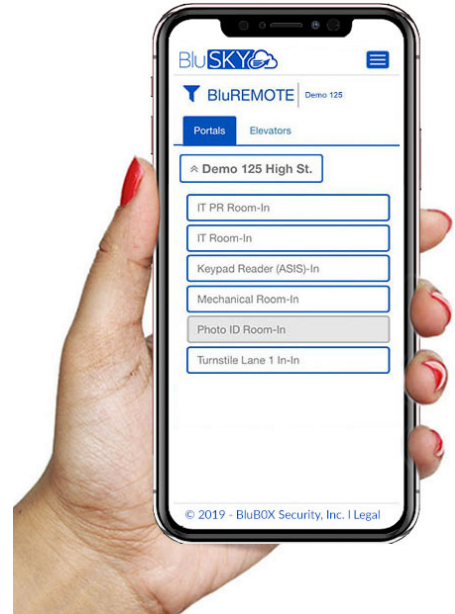 BluSKY
BluREMOTE Demo 125
Portals Elevators
Demo 125 High St.
IT PR Room-In
IT Room-In
Keypad Reader (ASIS)-In
Mechanical Room-In
Photo ID Room-In
Turnstile Lane 1 In-In
© 2019 - BluB0X Security, Inc. I Legal